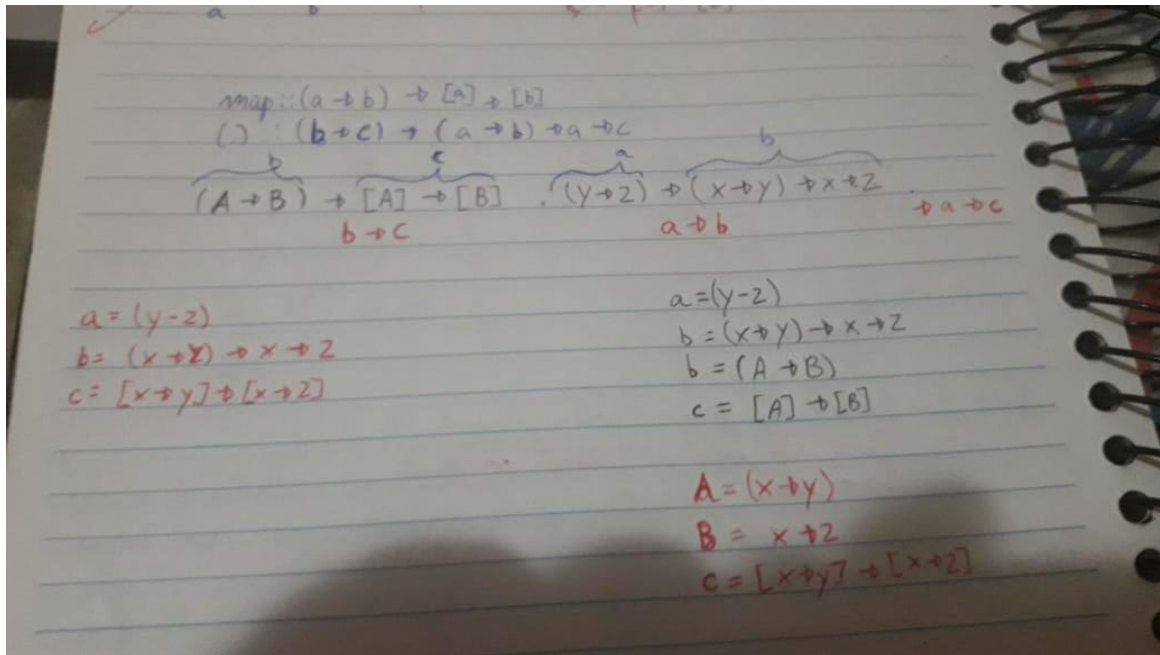 a b
map :: (a → b) → [a] → [b]
(.) : (b → c) → (a → b) → a → c
b c a b
(A → B) → [A] → [B] . (y → z) → (x → y) → x → z .
b → c a → b → a → c
a = (y - z)
b = (x → y) → x → z
c = [x → y] → [x → z]
a = (y - z)
b = (x → y) → x → z
b = (A → B)
c = [A] → [B]
A = (x → y)
B = x → z
c = [x → y] → [x → z]